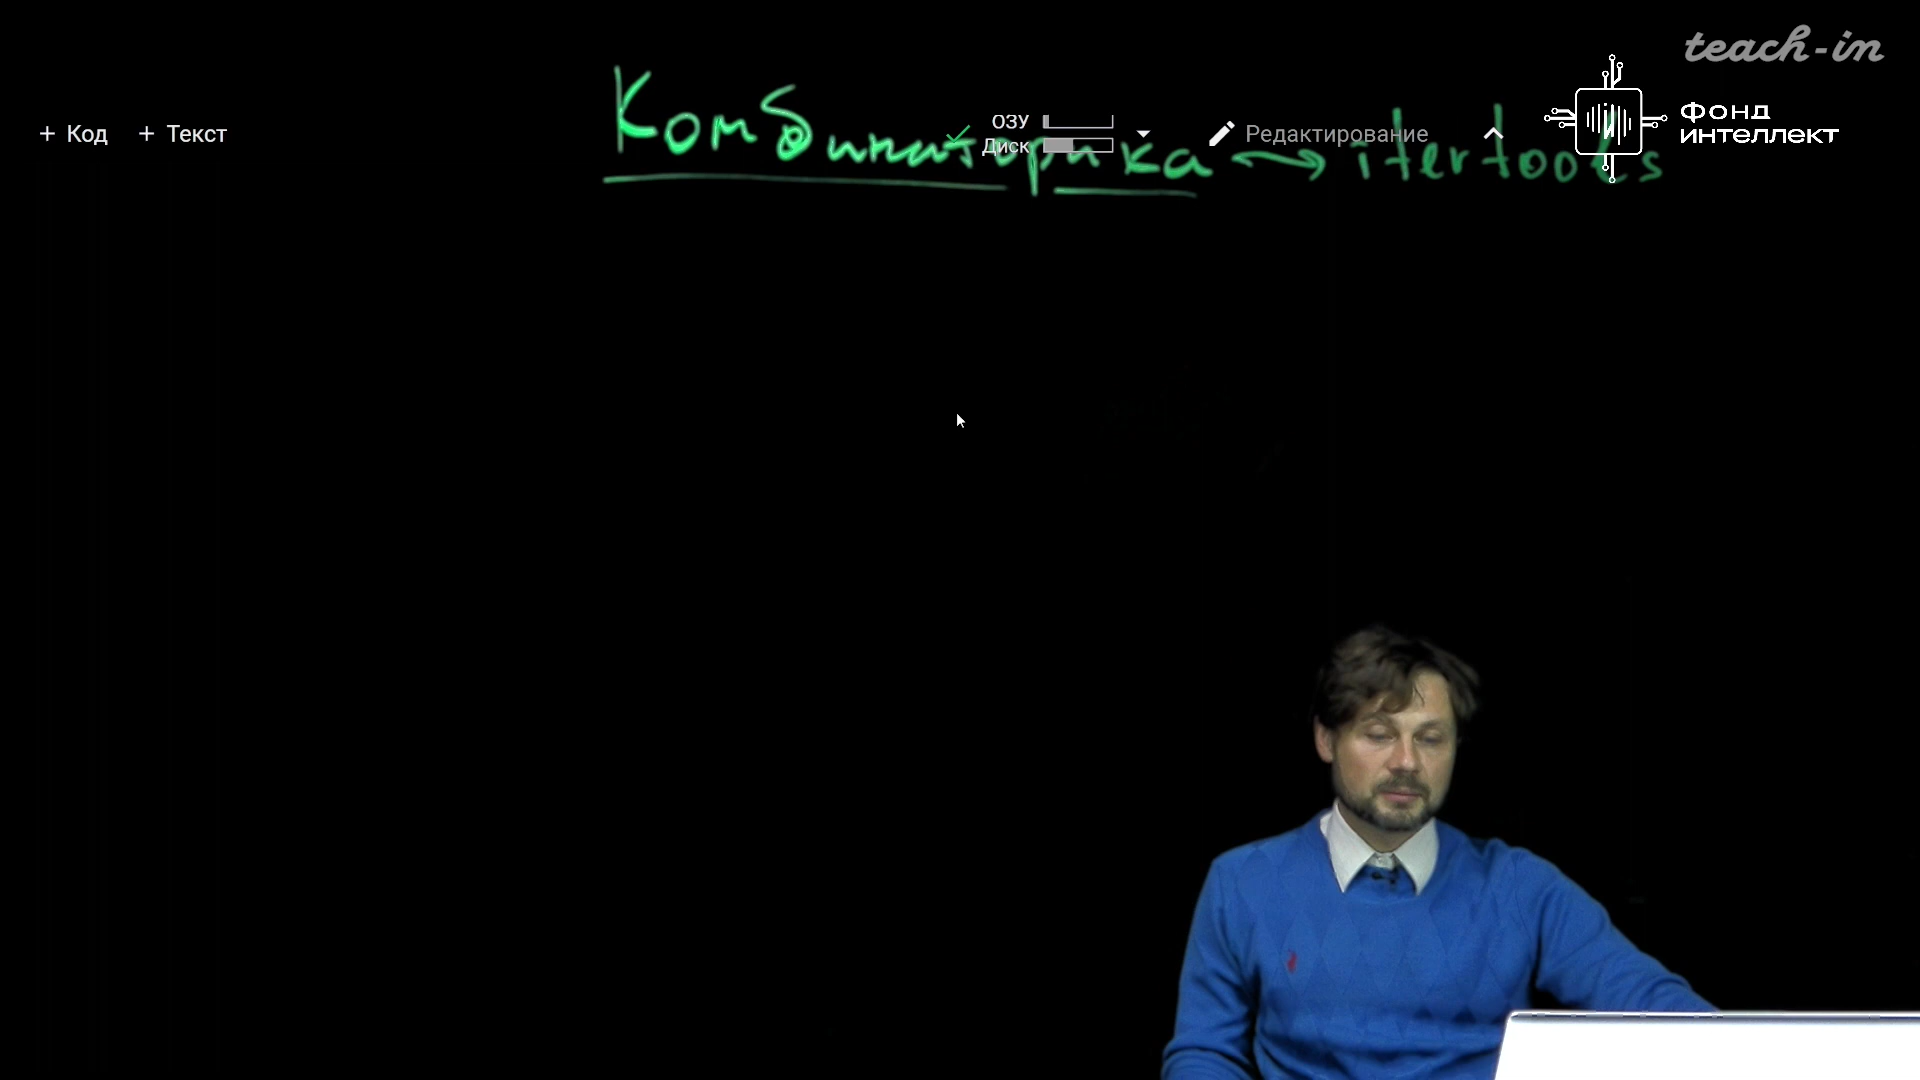 teach-in
Комбинаторика → itertools
+ Код + Текст
ОЗУ
Диск
Редактирование
ФОНД
ИНТЕЛЛЕКТ